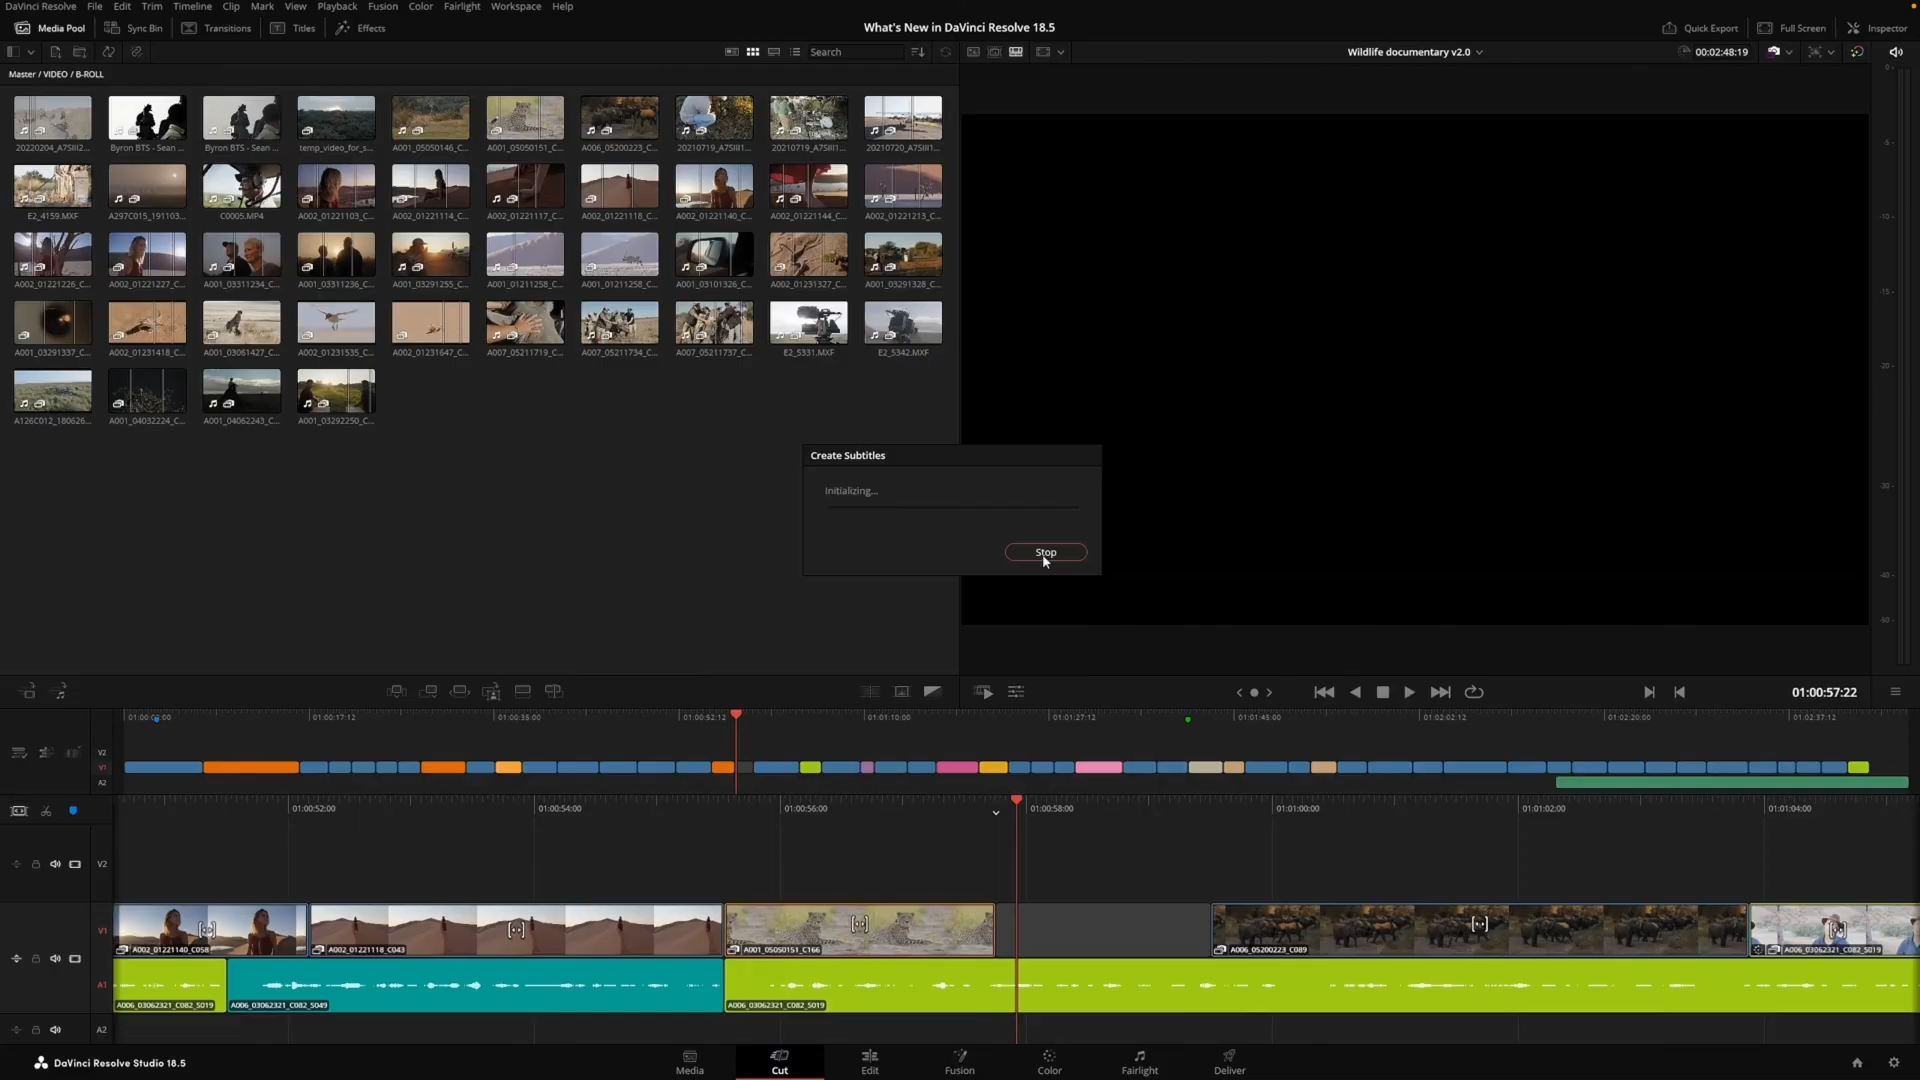 DaVinci Resolve File Edit Trim Timeline Clip Mark View Playback Fusion Color Fairlight Workspace Help
Media Pool Sync Bin Transitions Titles Effects What's New in DaVinci Resolve 18.5 Quick Export Full Screen Inspector
Search Wildlife documentary v2.0 00:02:48:19
Master / VIDEO / B-ROLL
20220204_A7SIII2... Byron BTS - Sean ... Byron BTS - Sean ... temp_video_for_s... A001_05050146_C... A001_05050151_C... A006_05200223_C... 20210719_A7SIII1... 20210719_A7SIII1... 20210720_A7SIII1...
E2_4159.MXF A297C015_191103... C0005.MP4 A002_01221103_C... A002_01221114_C... A002_01221117_C... A002_01221118_C... A002_01221140_C... A002_01221144_C... A002_01221213_C...
A002_01221226_C... A002_01221227_C... A001_03311234_C... A001_03311236_C... A001_03291255_C... A001_01211258_C... A001_01211258_C... A001_03101326_C... A002_01231327_C... A001_03291328_C...
A001_03291337_C... A002_01231418_C... A001_03061427_C... A002_01231535_C... A002_01231647_C... A007_05211719_C... A007_05211734_C... A007_05211737_C... E2_5331.MXF E2_5342.MXF
A126C012_180626... A001_04032224_C... A001_04062243_C... A001_03292250_C...
0
-5
-10
-15
-20
-30
-40
-50
Create Subtitles
Initializing...
Stop
01:00:57:22
01:00:17:12 01:00:35:00 01:00:52:12 01:01:10:00 01:01:27:12 01:01:45:00 01:02:02:12 01:02:20:00 01:02:37:12
V2
V1
A2
01:00:52:00 01:00:54:00 01:00:56:00 01:00:58:00 01:01:00:00 01:01:02:00 01:01:04:00
V2
V1
A002_01221140_C058 A002_01221118_C043 A001_05050151_C166 A006_05200223_C089 A006_03062321_C082_S019
A1
A006_03062321_C082_S019 A006_03062321_C082_S049 A006_03062321_C082_S019
A2
DaVinci Resolve Studio 18.5 Media Cut Edit Fusion Color Fairlight Deliver